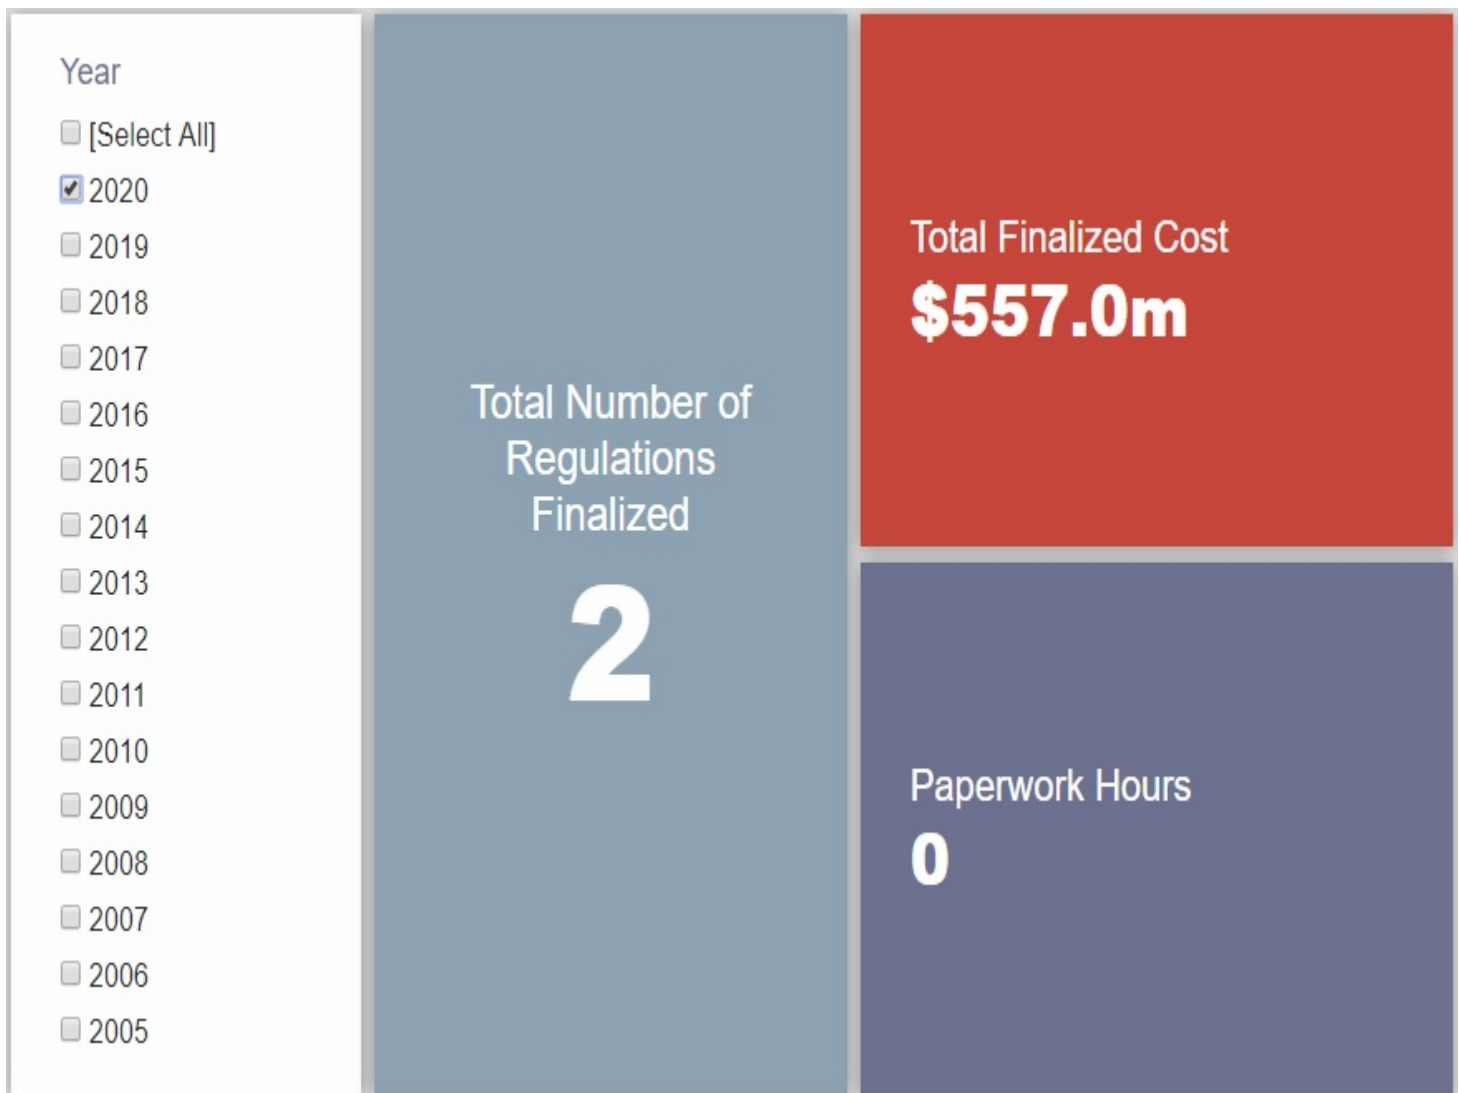 Year
[Select All]
2020
2019
2018
2017
2016
2015
2014
2013
2012
2011
2010
2009
2008
2007
2006
2005
Total Number of
Regulations
Finalized
2
Total Finalized Cost
$557.0m
Paperwork Hours
0